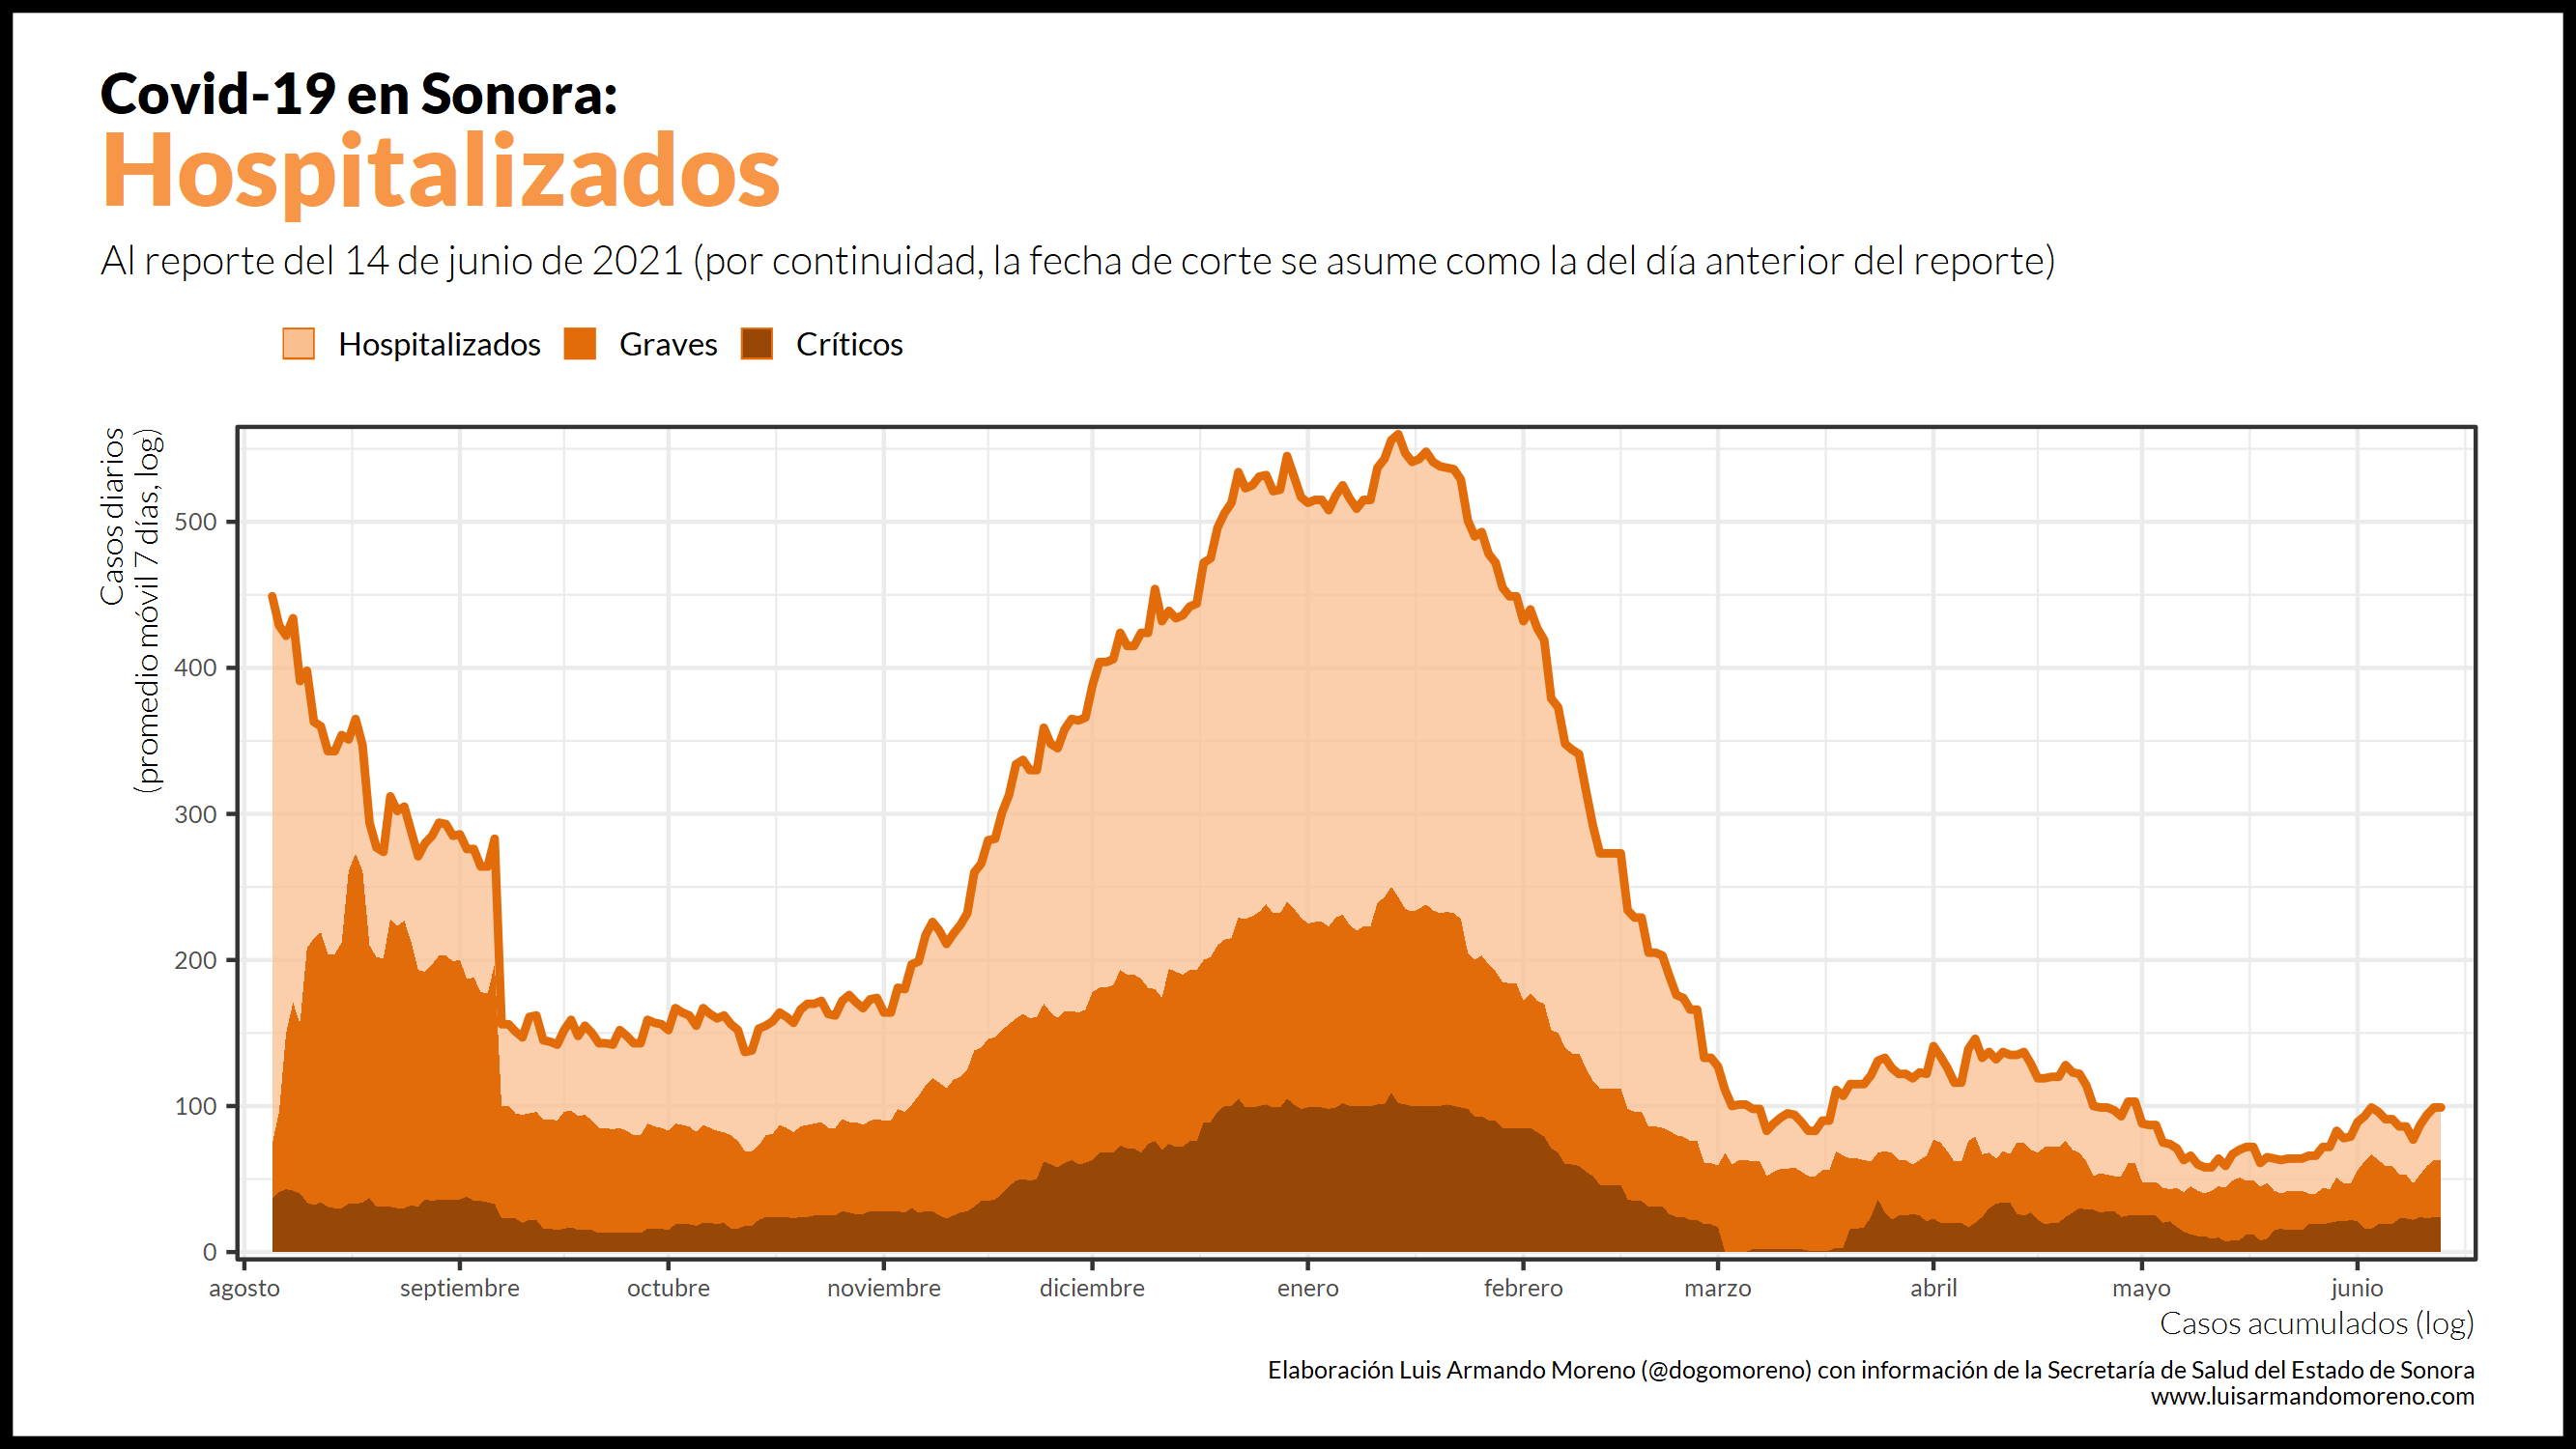 Covid-19 en Sonora:
Hospitalizados
Al reporte del 14 de junio de 2021 (por continuidad, la fecha de corte se asume como la del día anterior del reporte)
Hospitalizados Graves Críticos
Casos diarios
(promedio móvil 7 días, log)
500
400
300
200
100
0
agosto septiembre octubre noviembre diciembre enero febrero marzo abril mayo junio
Casos acumulados (log)
Elaboración Luis Armando Moreno (@dogomoreno) con información de la Secretaría de Salud del Estado de Sonora
www.luisarmandomoreno.com